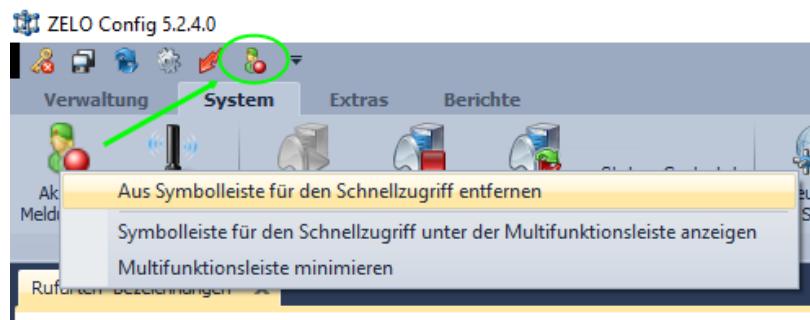 ZELO Config 5.2.4.0
Verwaltung System Extras Berichte
Aus Symbolleiste für den Schnellzugriff entfernen
Symbolleiste für den Schnellzugriff unter der Multifunktionsleiste anzeigen
Multifunktionsleiste minimieren